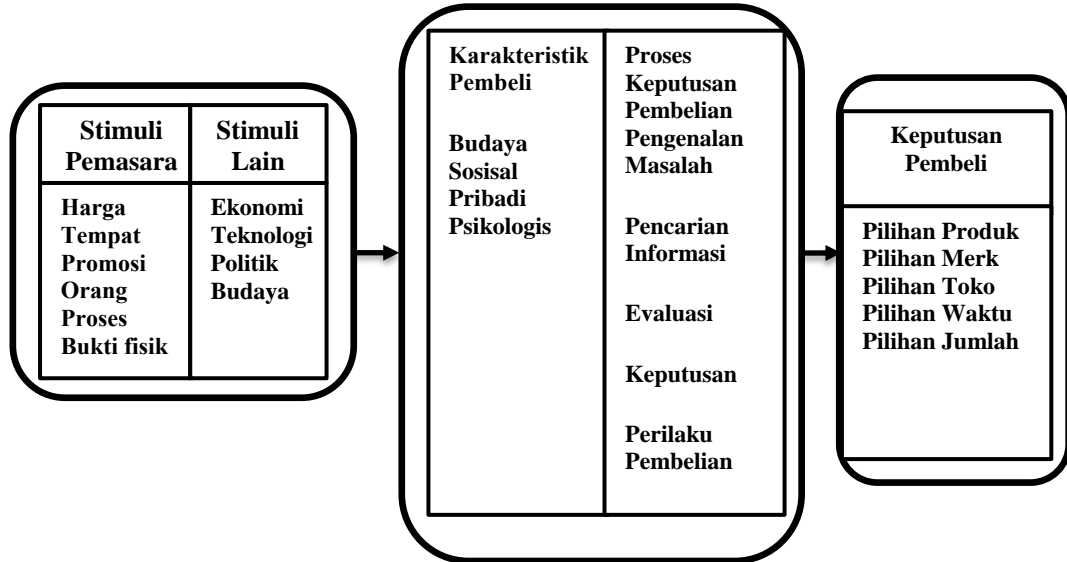 Stimuli
Pemasara
Harga
Tempat
Promosi
Orang
Proses
Bukti fisik
Stimuli
Lain
Ekonomi
Teknologi
Politik
Budaya
Karakteristik
Pembeli
Budaya
Sosisal
Pribadi
Psikologis
Proses
Keputusan
Pembelian
Pengenalan
Masalah
Pencarian
Informasi
Evaluasi
Keputusan
Perilaku
Pembelian
Keputusan
Pembeli
Pilihan Produk
Pilihan Merk
Pilihan Toko
Pilihan Waktu
Pilihan Jumlah